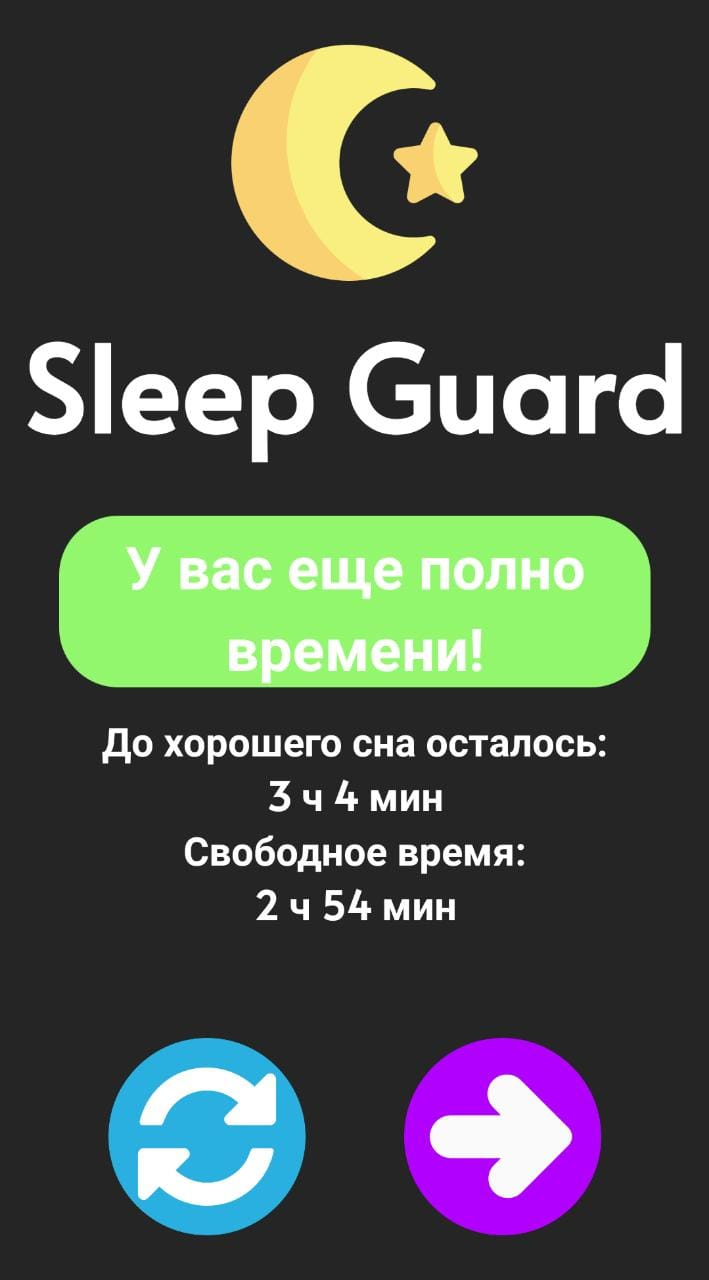 Sleep Guard
У вас еще полно
времени!
До хорошего сна осталось:
3 ч 4 мин
Свободное время:
2 ч 54 мин